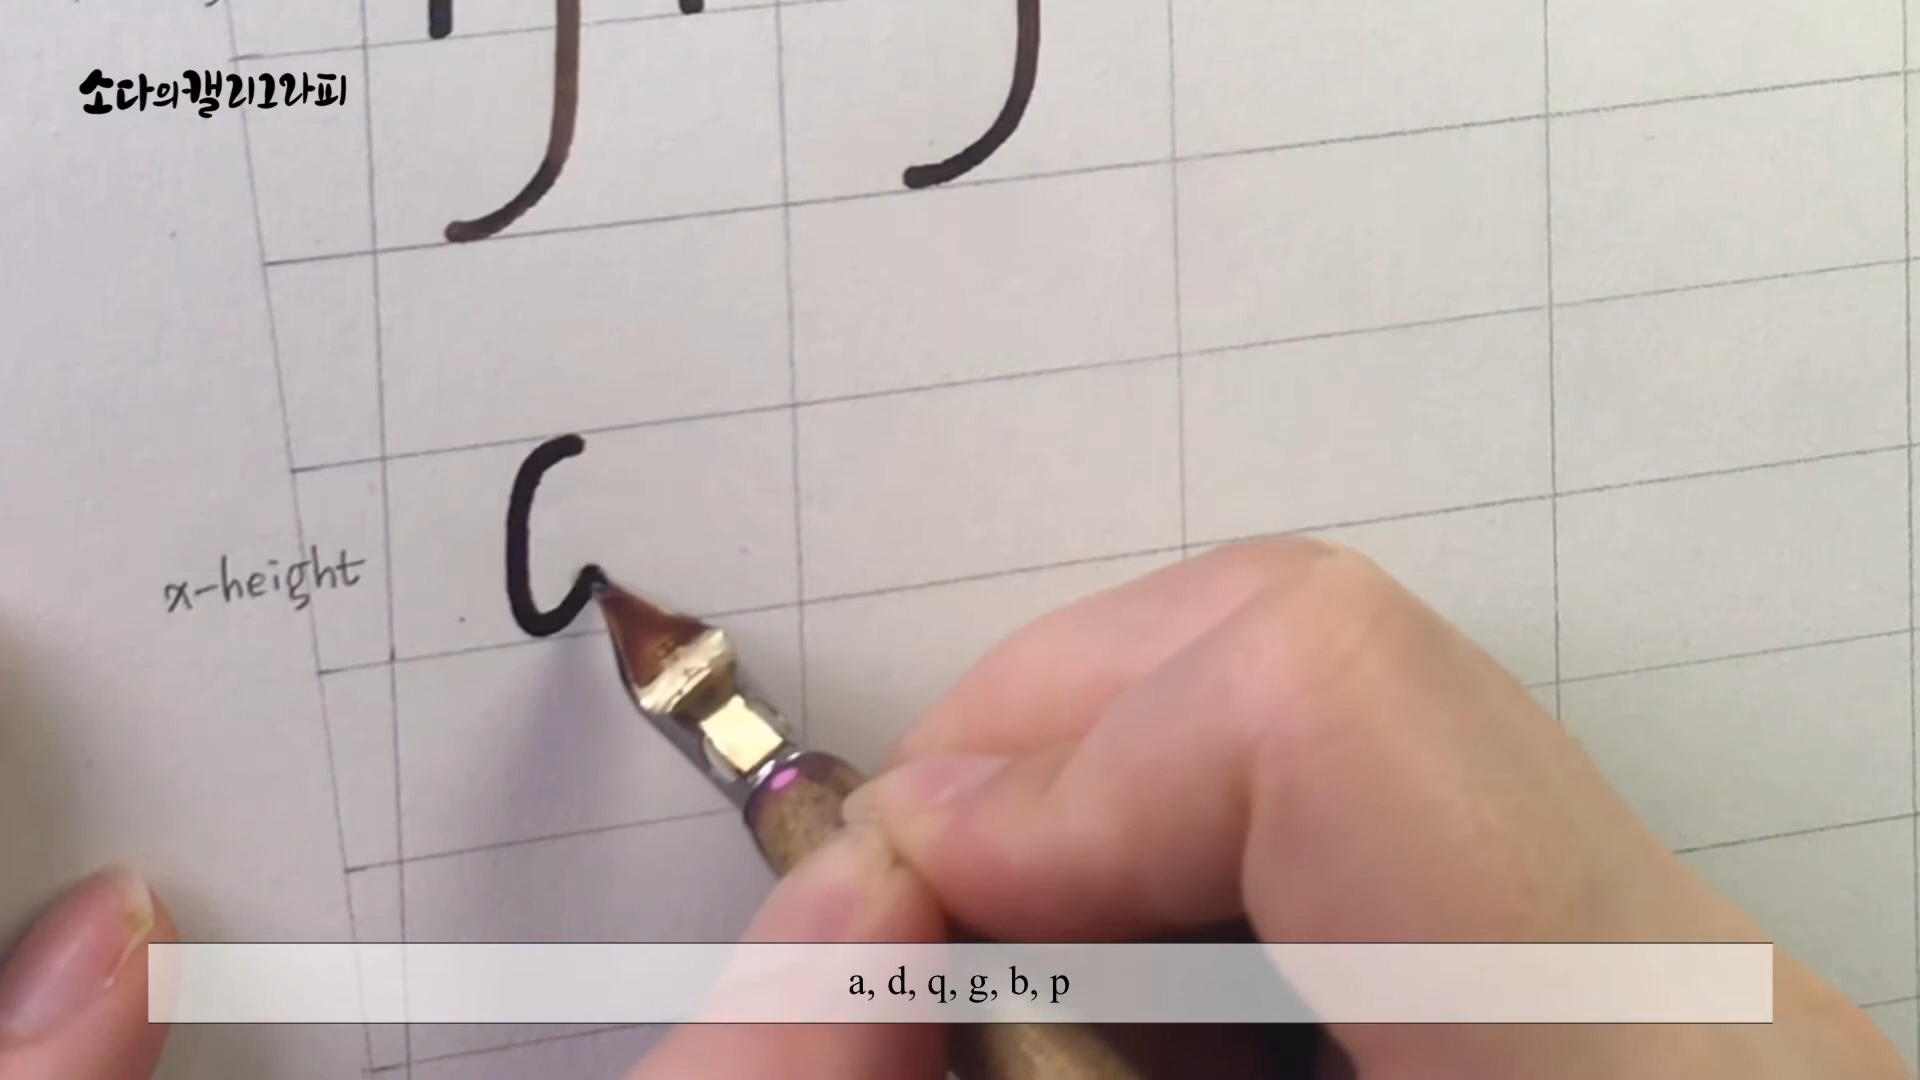 소다의캘리그라피
x-height
a, d, q, g, b, p